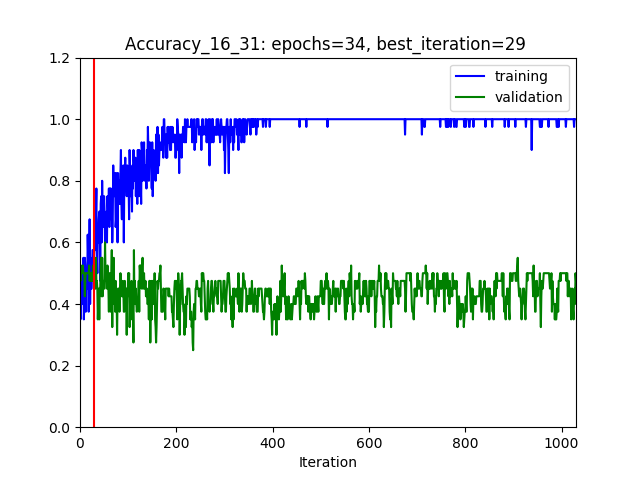 Accuracy_16_31: epochs=34, best_iteration=29
training
validation
1.2
1.0
0.8
0.6
0.4
0.2
0.0
0 200 400 600 800 1000
Iteration